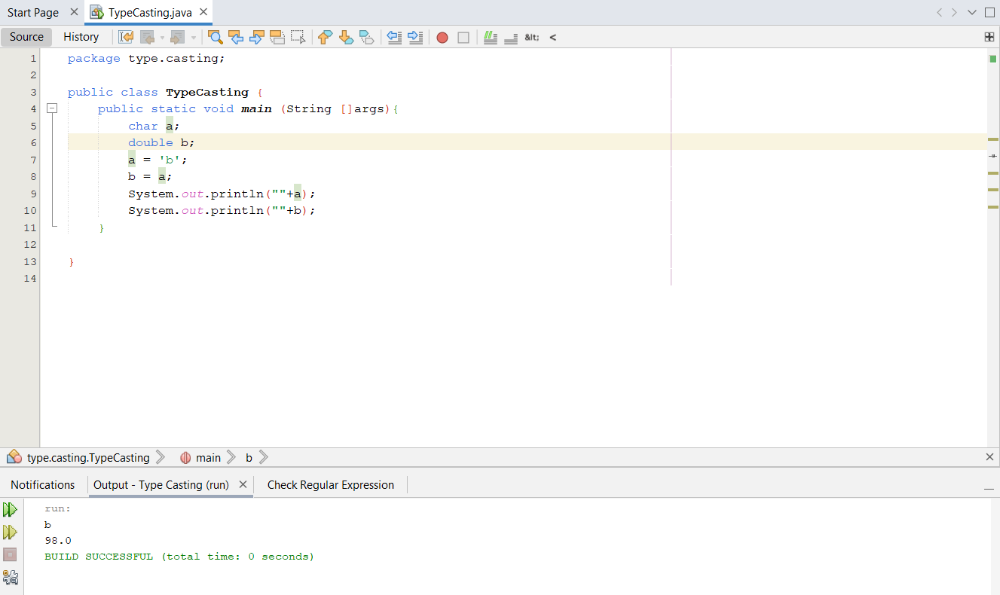 Start Page TypeCasting.java
Source History &lt; <
1 package type.casting;
2
3 public class TypeCasting {
4 public static void main (String []args){
5 char a;
6 double b;
7 a = 'b';
8 b = a;
9 System.out.println(""+a);
10 System.out.println(""+b);
11 }
12
13 }
14
type.casting.TypeCasting main b
Notifications Output - Type Casting (run) Check Regular Expression
run:
b
98.0
BUILD SUCCESSFUL (total time: 0 seconds)